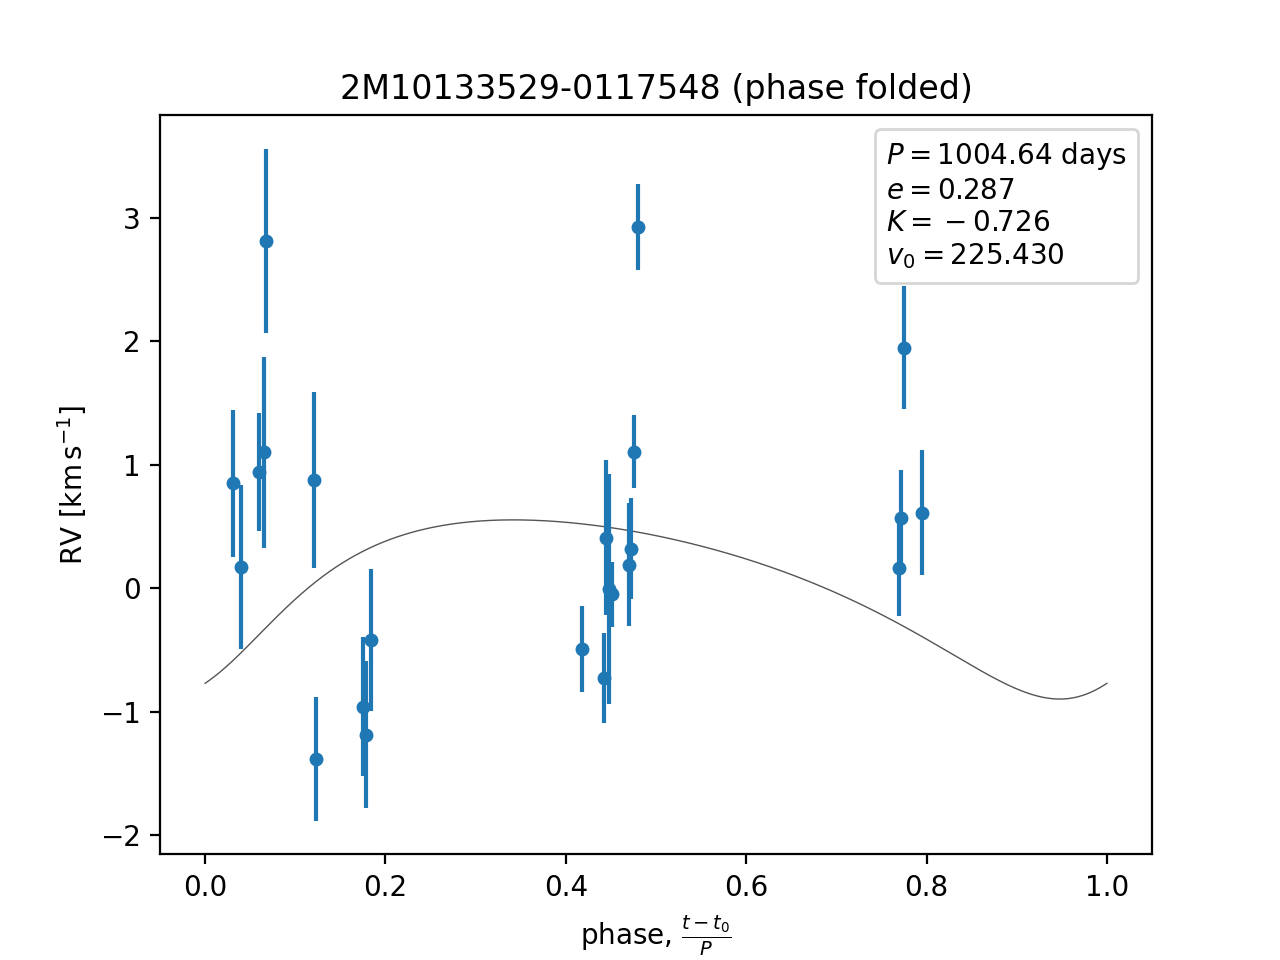 2M10133529-0117548 (phase folded)
P = 1004.64 days
e = 0.287
K = −0.726
v₀ = 225.430
3
2
1
0
−1
−2
RV [km s⁻¹]
0.0 0.2 0.4 0.6 0.8 1.0
phase, (t − t₀)/P